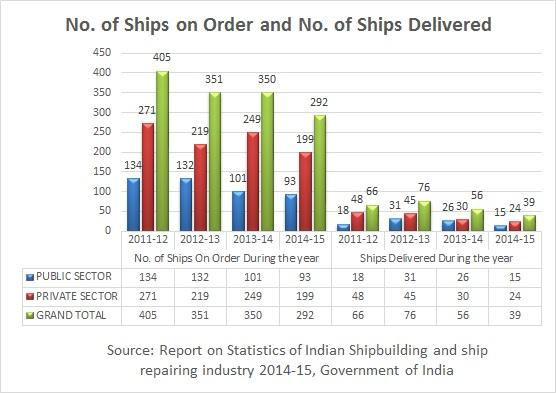 No. of Ships on Order and No. of Ships Delivered
450
400
350
300
250
200
150
100
50
0
134 271 405
132 219 351
101 249 350
93 199 292
18 48 66
31 45 76
26 30 56
15 24 39
2011-12 2012-13 2013-14 2014-15 2011-12 2012-13 2013-14 2014-15
No. of Ships On Order During the year Ships Delivered During the year
PUBLIC SECTOR 134 132 101 93 18 31 26 15
PRIVATE SECTOR 271 219 249 199 48 45 30 24
GRAND TOTAL 405 351 350 292 66 76 56 39
Source: Report on Statistics of Indian Shipbuilding and ship
repairing industry 2014-15, Government of India